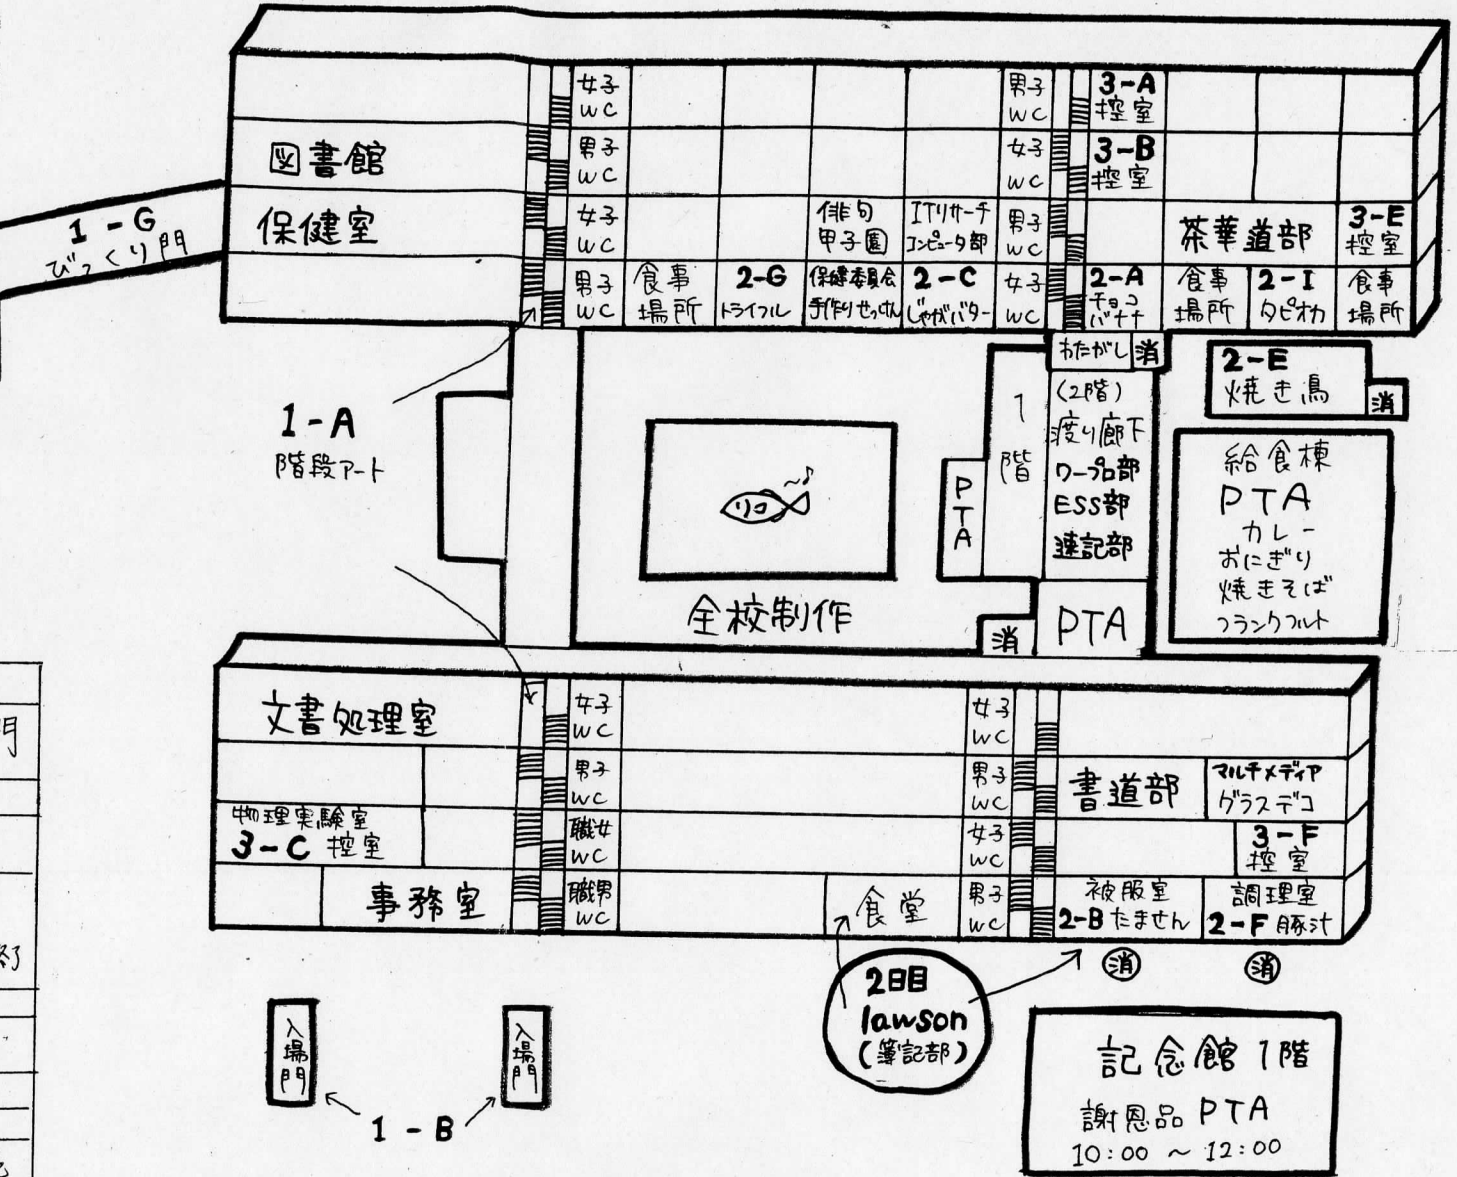 女子
WC
男子
WC
3-A
控室
図書館
男子
WC
女子
WC
3-B
控室
1-G
びっくり門
保健室
女子
WC
俳句
甲子園
ITリサーチ
コンピュータ部
男子
WC
茶華道部
3-E
控室
男子
WC
食事
場所
2-G
トライフル
保健委員会
手作りせっけん
2-C
じゃがバター
女子
WC
2-A
チョコ
バナナ
食事
場所
2-I
タピオカ
食事
場所
わたがし
消
2-E
焼き鳥
消
1-A
階段アート
リコ
全校制作
PTA
1階
(2階)
渡り廊下
ワープロ部
ESS部
速記部
消
PTA
給食棟
PTA
カレー
おにぎり
焼きそば
フランクフルト
文書処理室
女子
WC
女子
WC
男子
WC
男子
WC
書道部
マルチメディア
グラスデコ
物理実験室
3-C 控室
職女
WC
女子
WC
3-F
控室
事務室
職男
WC
食堂
男子
WC
被服室
2-B たません
調理室
2-F 豚汁
消
消
2日目
lawson
(簿記部)
入場門
入場門
1-B
記念館1階
謝恩品 PTA
10:00 ～ 12:00
門